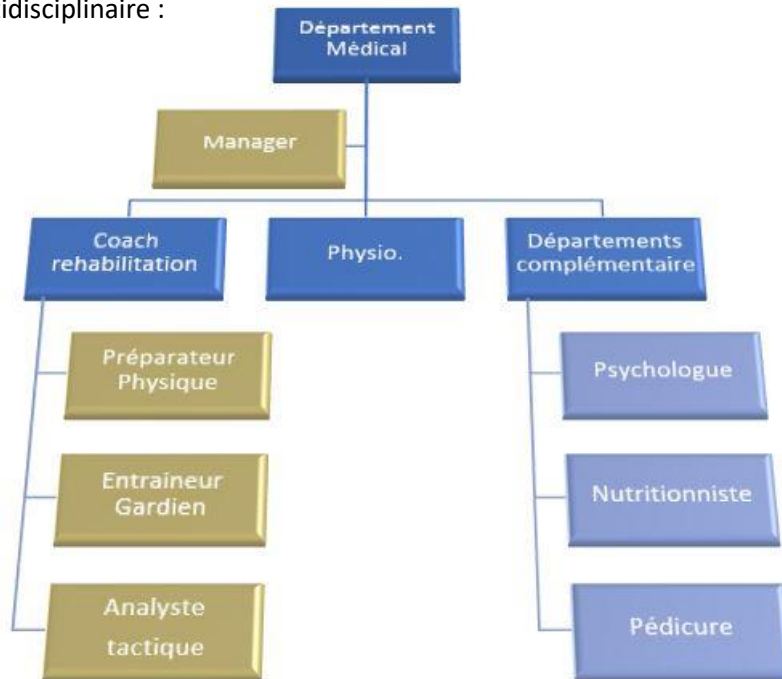 idisciplinaire :
Département
Médical
Manager
Coach
rehabilitation
Physio.
Départements
complémentaire
Préparateur
Physique
Psychologue
Entraineur
Gardien
Nutritionniste
Analyste
tactique
Pédicure